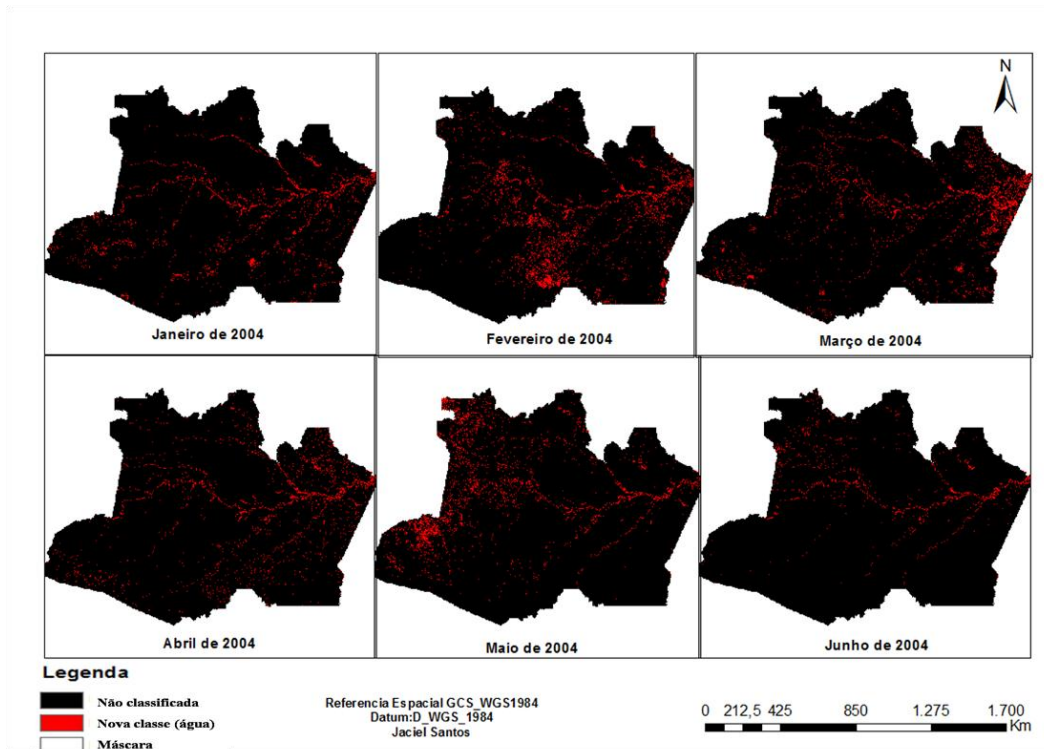 N
Janeiro de 2004
Fevereiro de 2004
Março de 2004
Abril de 2004
Maio de 2004
Junho de 2004
Legenda
Não classificada
Nova classe (água)
Máscara
Referencia Espacial GCS_WGS1984
Datum:D_WGS_1984
Jaciel Santos
0 212,5 425 850 1.275 1.700
Km